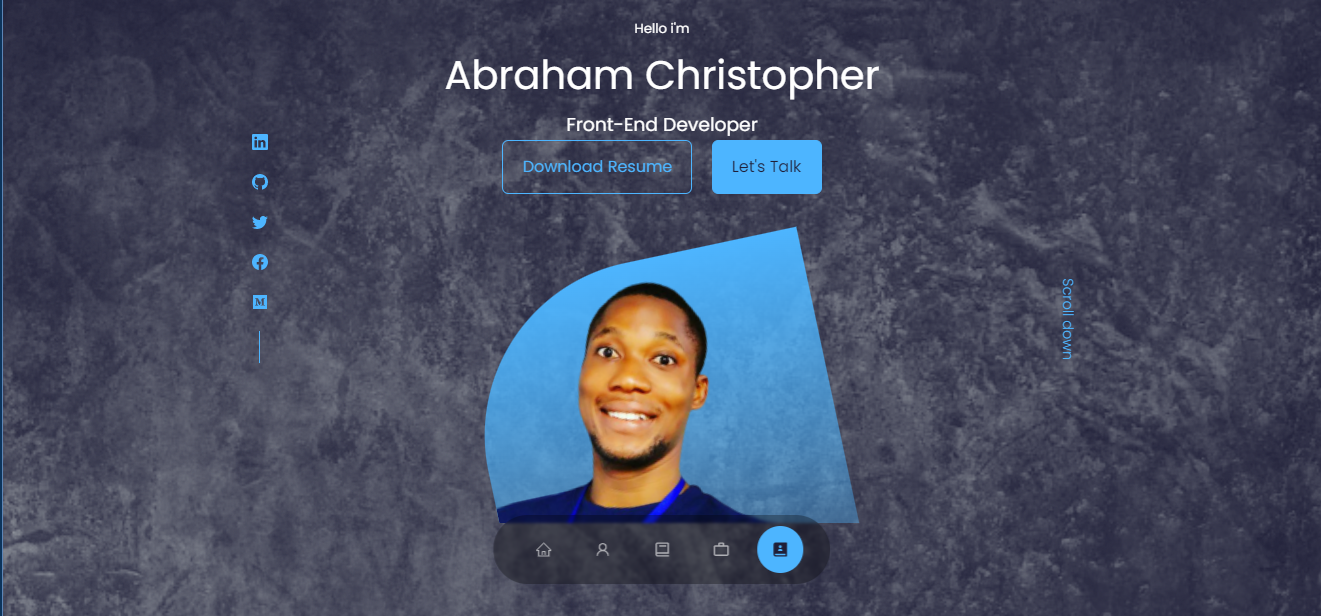 Hello i'm
Abraham Christopher
Front-End Developer
Download Resume
Let's Talk
Scroll down